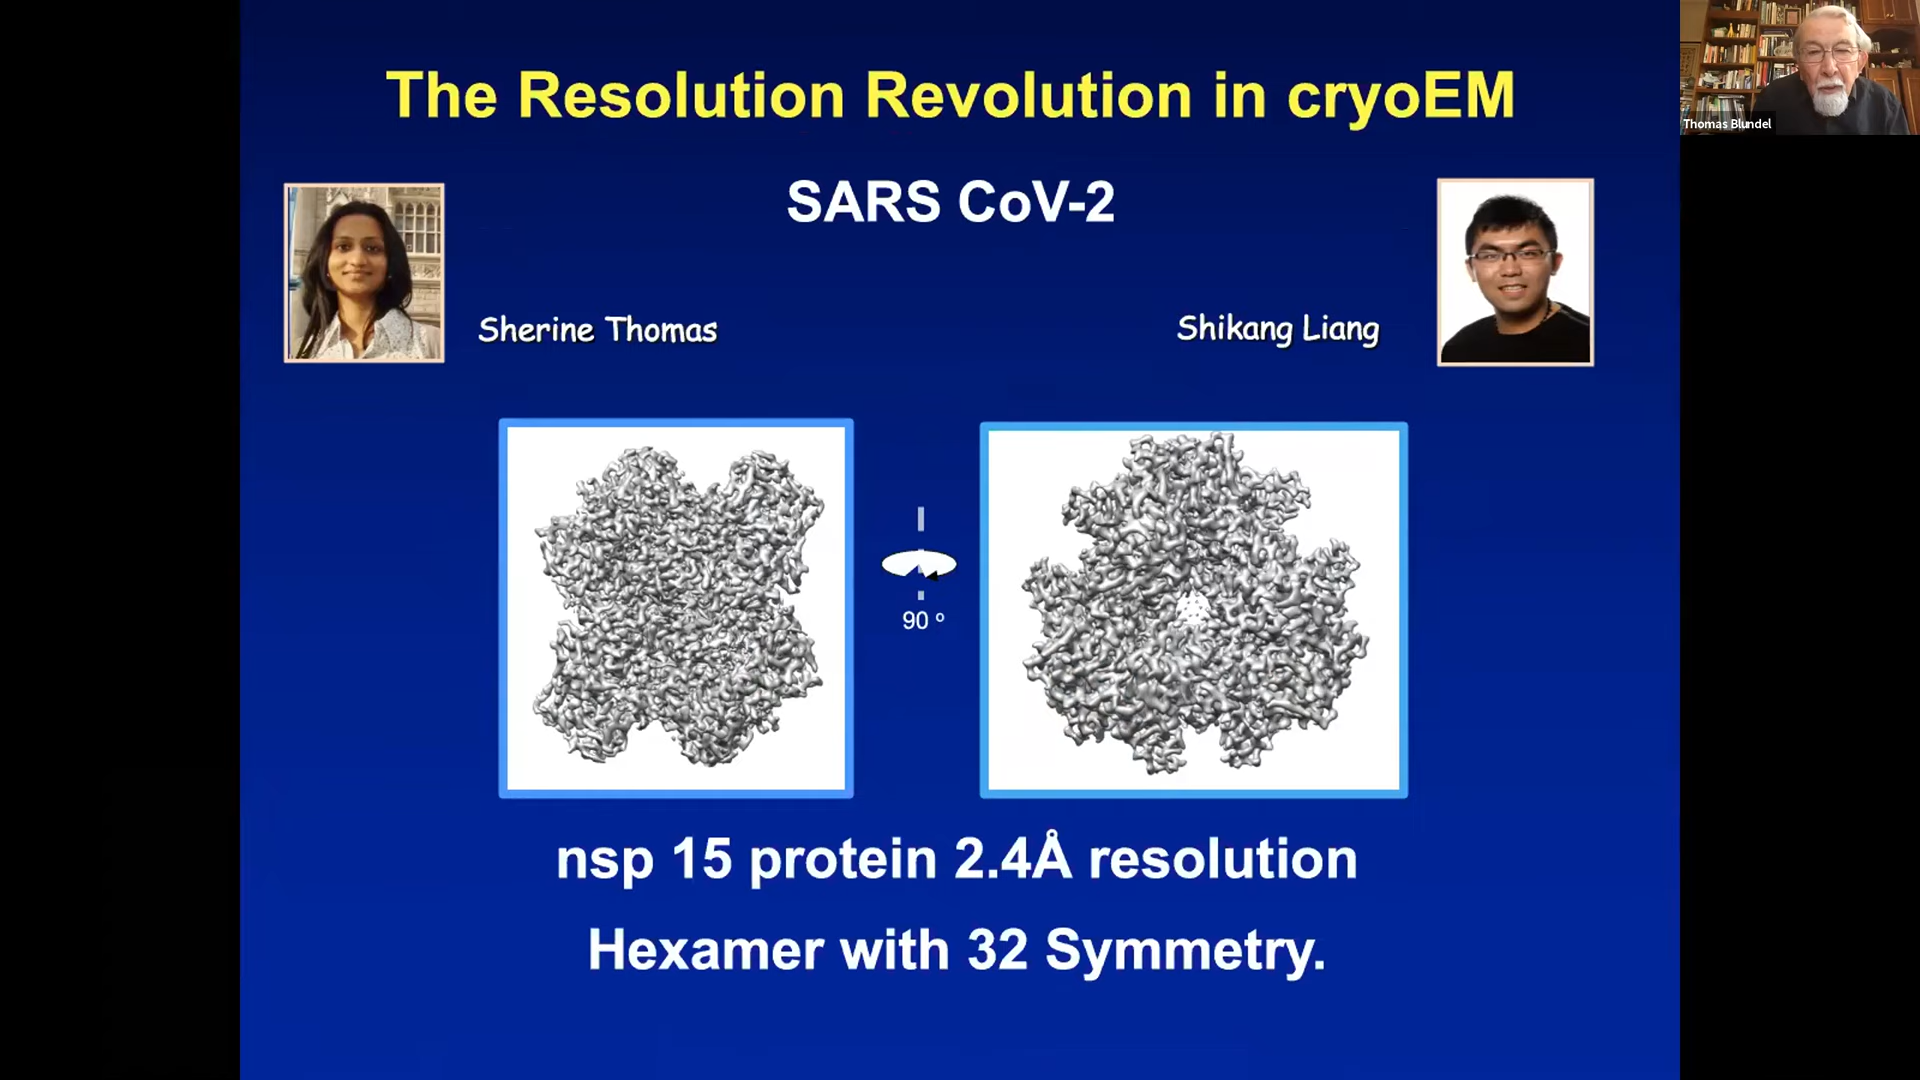 The Resolution Revolution in cryoEM
Thomas Blundel
SARS CoV-2
Sherine Thomas
Shikang Liang
90 º
nsp 15 protein 2.4Å resolution
Hexamer with 32 Symmetry.